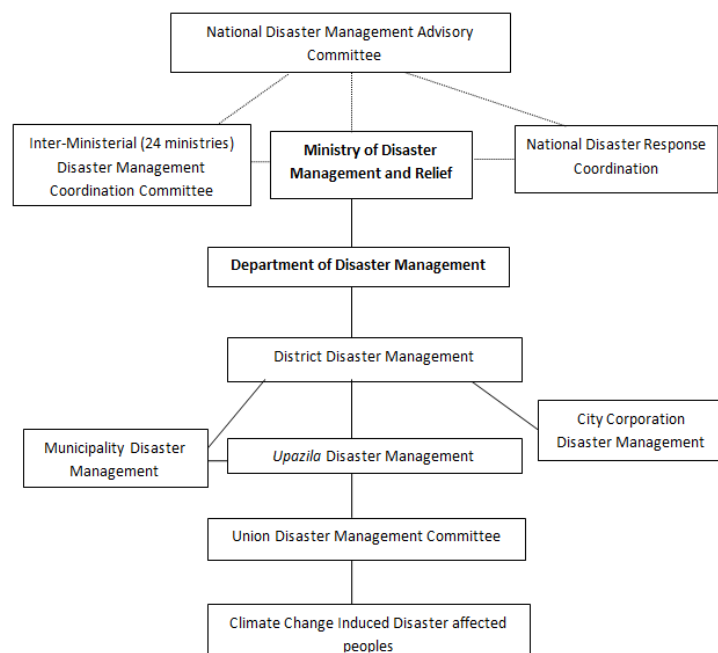 National Disaster Management Advisory
Committee
Inter-Ministerial (24 ministries)
Disaster Management
Coordination Committee
Ministry of Disaster
Management and Relief
National Disaster Response
Coordination
Department of Disaster Management
District Disaster Management
City Corporation
Disaster Management
Municipality Disaster
Management
Upazila Disaster Management
Union Disaster Management Committee
Climate Change Induced Disaster affected
peoples